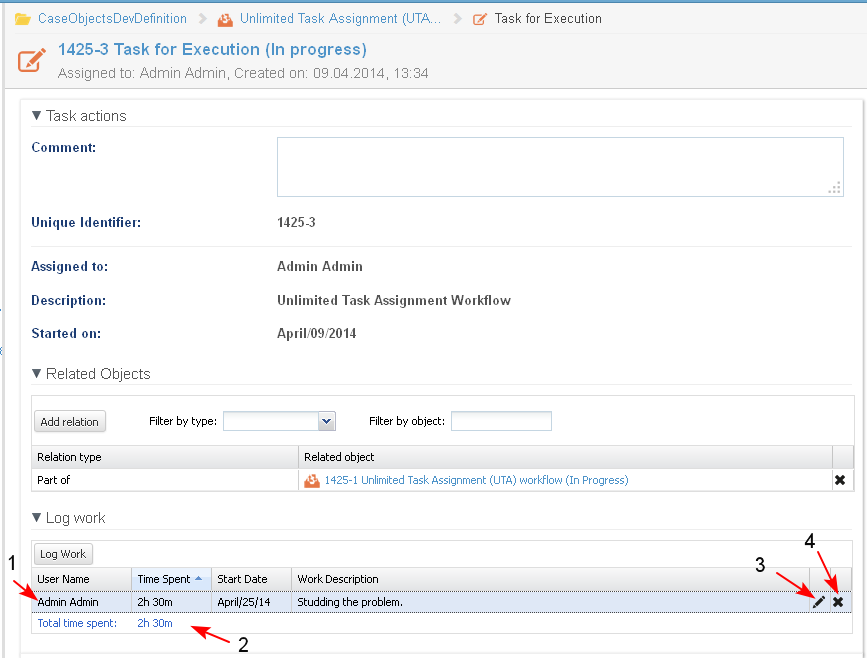 CaseObjectsDevDefinition Unlimited Task Assignment (UTA... Task for Execution
1425-3 Task for Execution (In progress)
Assigned to: Admin Admin, Created on: 09.04.2014, 13:34
Task actions
Comment:
Unique Identifier: 1425-3
Assigned to: Admin Admin
Description: Unlimited Task Assignment Workflow
Started on: April/09/2014
Related Objects
Add relation Filter by type: Filter by object:
Relation type Related object
Part of 1425-1 Unlimited Task Assignment (UTA) workflow (In Progress)
Log work
4
1 Log Work
3
User Name Time Spent Start Date Work Description
Admin Admin 2h 30m April/25/14 Studding the problem.
Total time spent: 2h 30m
2